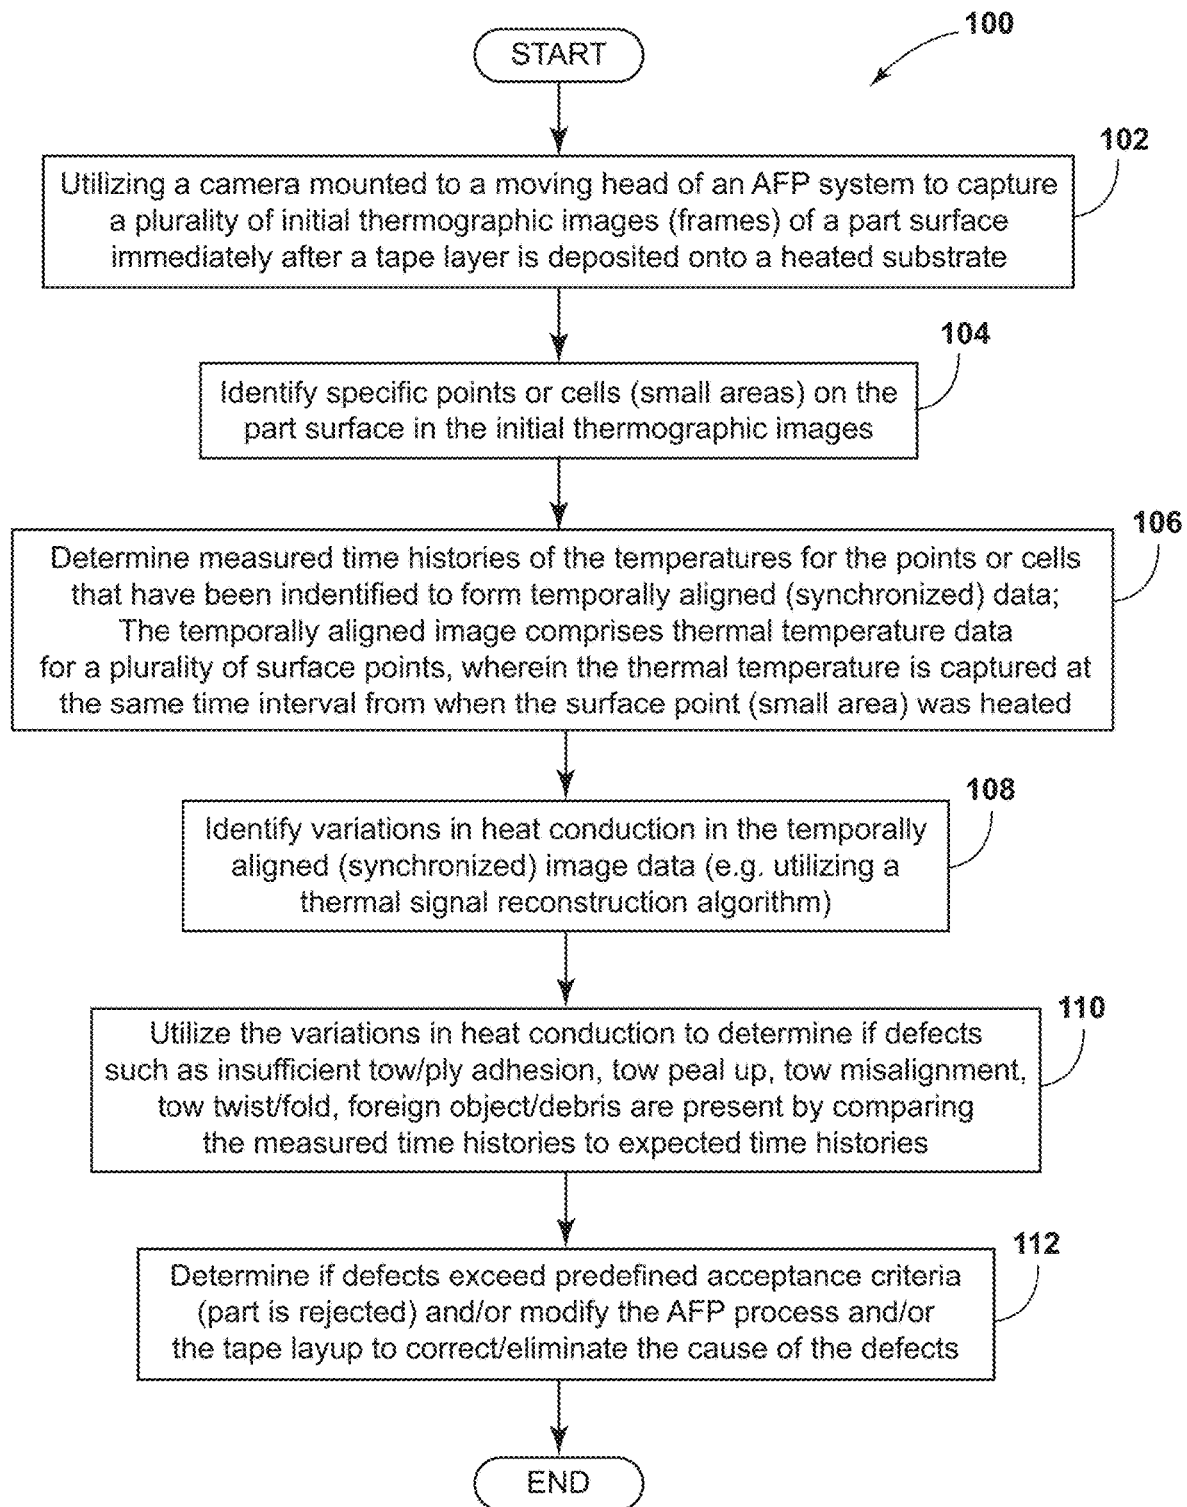 100
START
102
Utilizing a camera mounted to a moving head of an AFP system to capture
a plurality of initial thermographic images (frames) of a part surface
immediately after a tape layer is deposited onto a heated substrate
104
Identify specific points or cells (small areas) on the
part surface in the initial thermographic images
106
Determine measured time histories of the temperatures for the points or cells
that have been indentified to form temporally aligned (synchronized) data;
The temporally aligned image comprises thermal temperature data
for a plurality of surface points, wherein the thermal temperature is captured at
the same time interval from when the surface point (small area) was heated
108
Identify variations in heat conduction in the temporally
aligned (synchronized) image data (e.g. utilizing a
thermal signal reconstruction algorithm)
110
Utilize the variations in heat conduction to determine if defects
such as insufficient tow/ply adhesion, tow peal up, tow misalignment,
tow twist/fold, foreign object/debris are present by comparing
the measured time histories to expected time histories
112
Determine if defects exceed predefined acceptance criteria
(part is rejected) and/or modify the AFP process and/or
the tape layup to correct/eliminate the cause of the defects
END